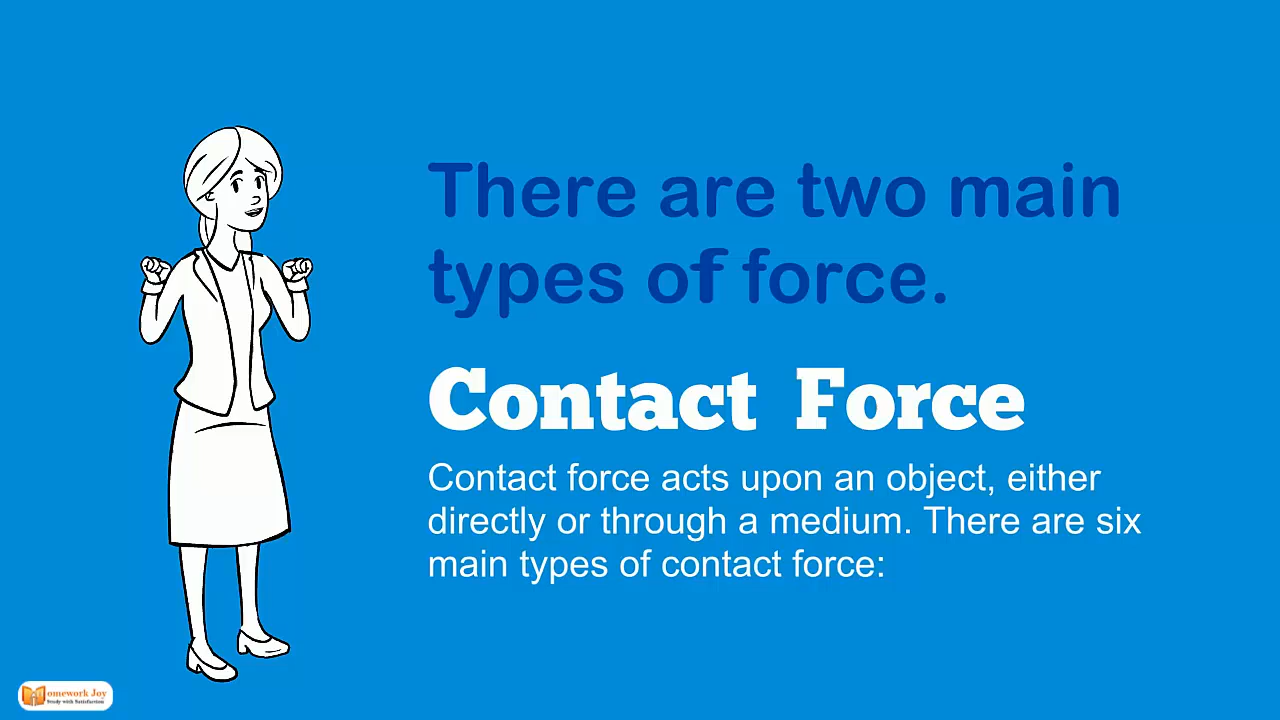 There are two main
types of force.
Contact Force
Contact force acts upon an object, either
directly or through a medium. There are six
main types of contact force:
omework Joy
Study with Satisfaction